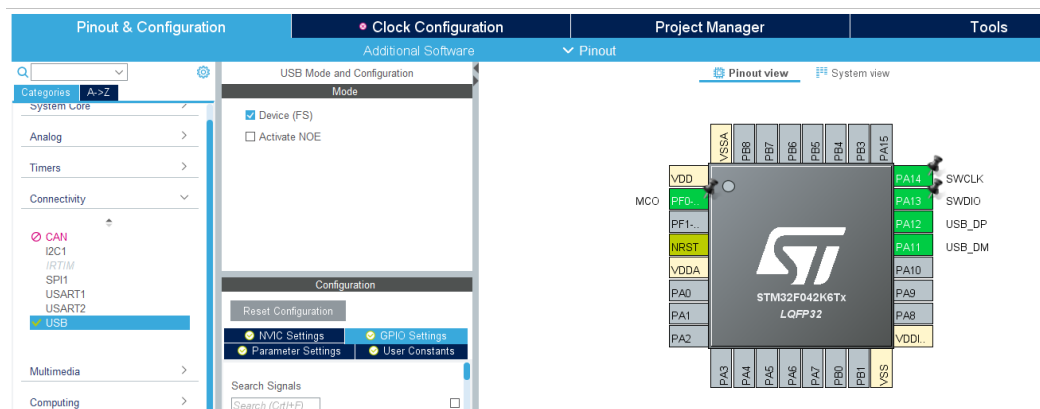 Pinout & Configuration
Clock Configuration
Project Manager
Tools
Additional Software
Pinout
USB Mode and Configuration
Pinout view
System view
Categories
A->Z
Mode
System Core
Device (FS)
Analog
Activate NOE
Timers
Connectivity
CAN
I2C1
IRTIM
SPI1
USART1
USART2
USB
Multimedia
Computing
Configuration
Reset Configuration
NVIC Settings
GPIO Settings
Parameter Settings
User Constants
Search Signals
Search (Crtl+F)
VSSA
PB8
PB7
PB6
PB5
PB4
PB3
PA15
VDD
MCO
PF0-..
PF1-..
NRST
VDDA
PA0
PA1
PA2
PA14
SWCLK
PA13
SWDIO
PA12
USB_DP
PA11
USB_DM
PA10
PA9
PA8
VDDI..
STM32F042K6Tx
LQFP32
PA3
PA4
PA5
PA6
PA7
PB0
PB1
VSS